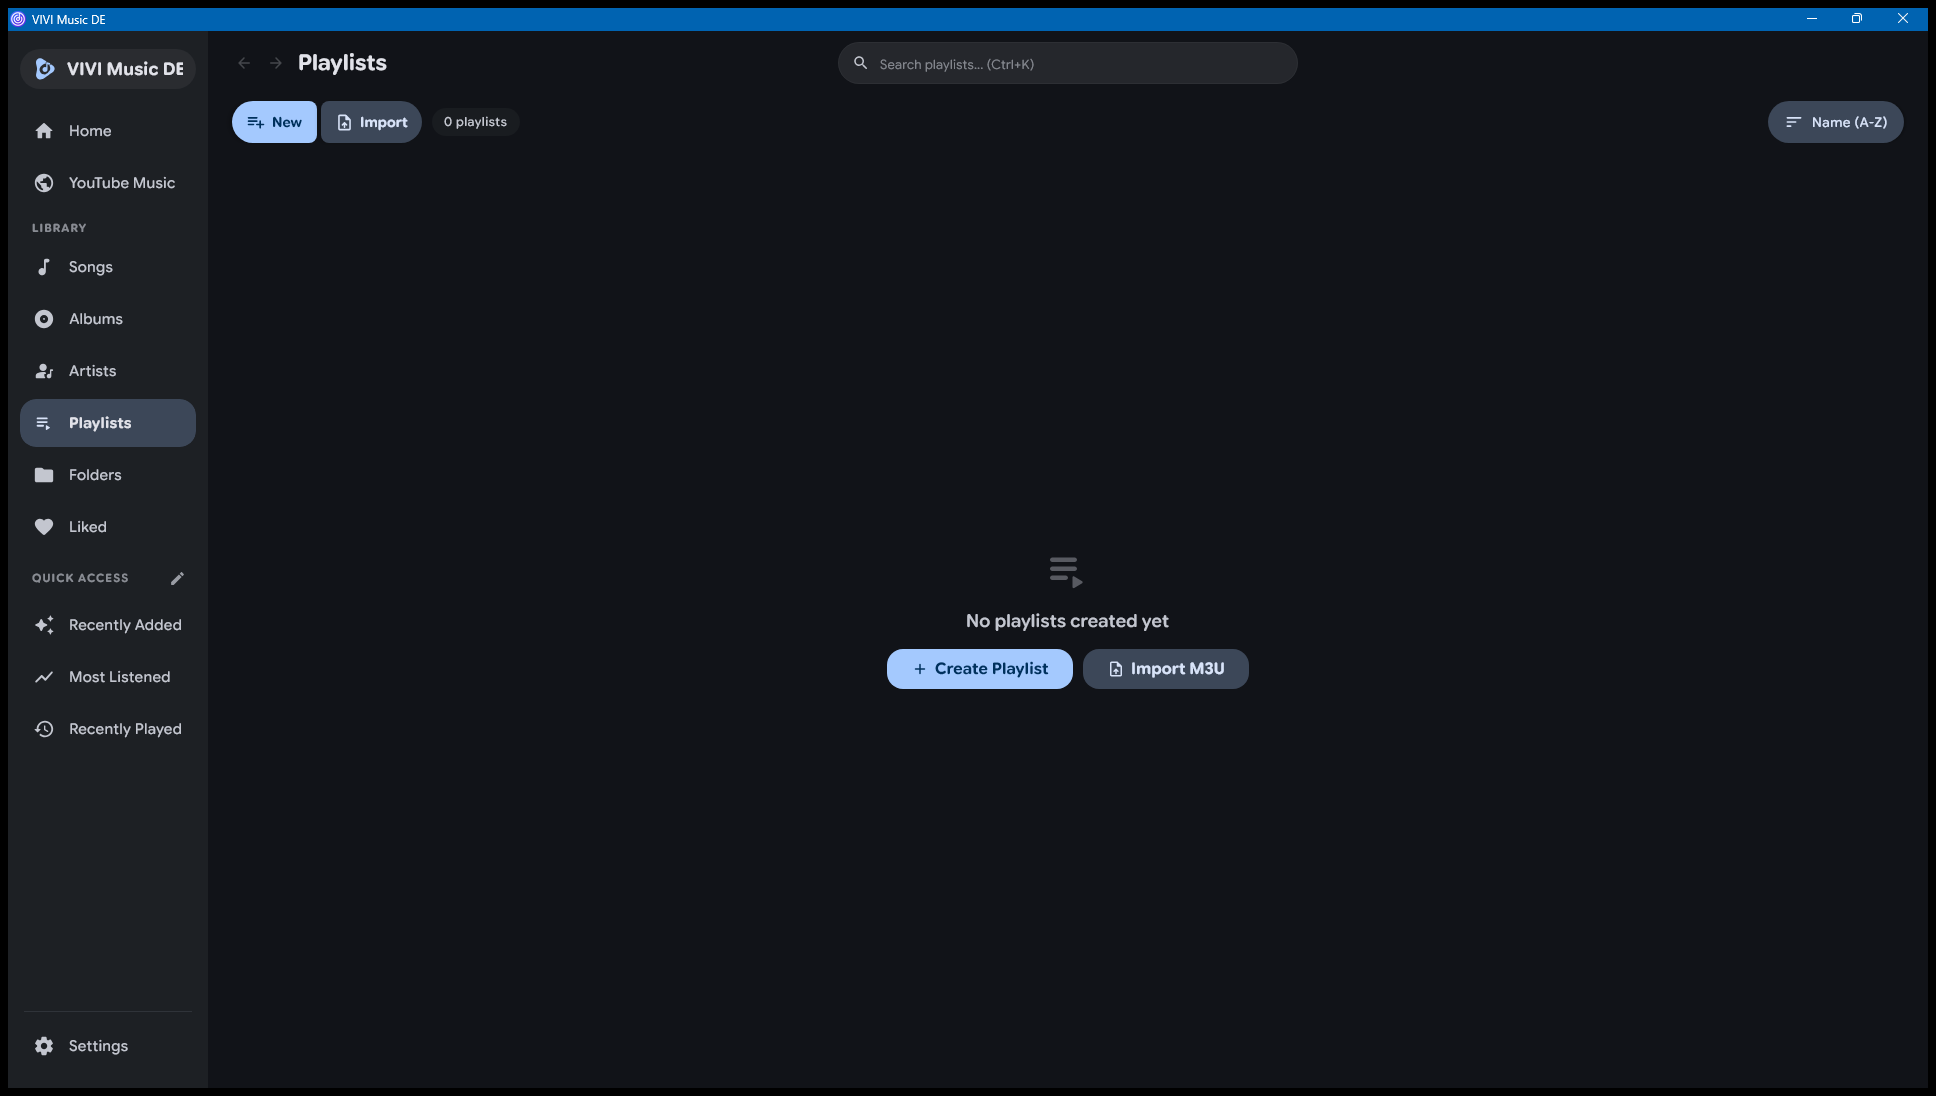 VIVI Music DE
VIVI Music DE
Home
YouTube Music
LIBRARY
Songs
Albums
Artists
Playlists
Folders
Liked
QUICK ACCESS
Recently Added
Most Listened
Recently Played
Settings
Playlists
Search playlists... (Ctrl+K)
New
Import
0 playlists
Name (A-Z)
No playlists created yet
Create Playlist
Import M3U